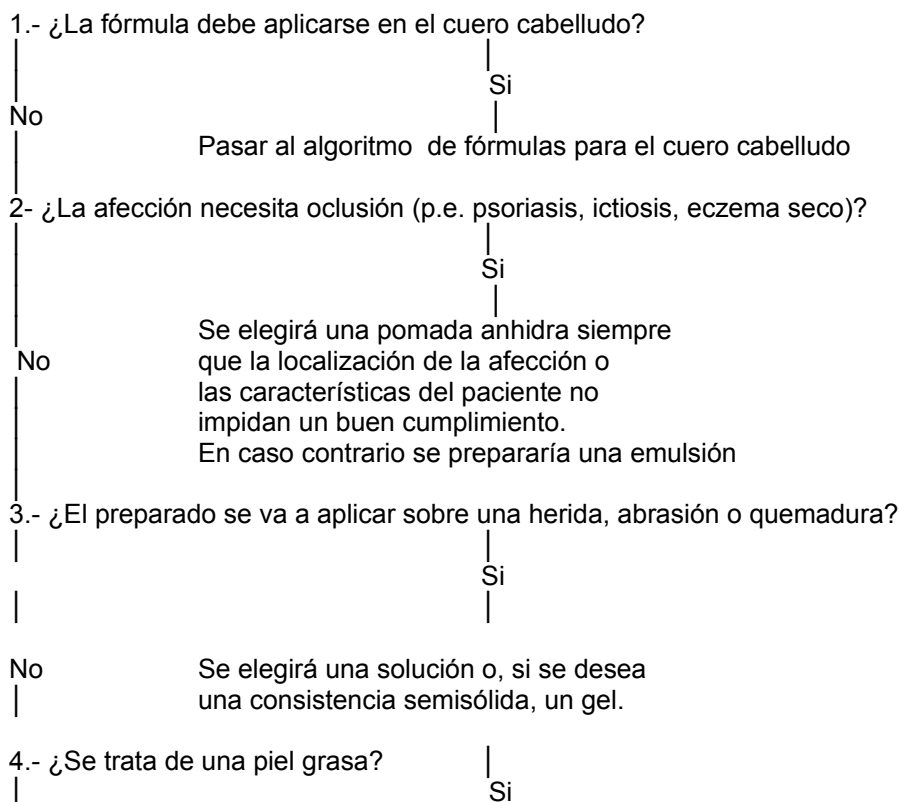 1.- ¿La fórmula debe aplicarse en el cuero cabelludo?
Si
No
Pasar al algoritmo  de fórmulas para el cuero cabelludo
2- ¿La afección necesita oclusión (p.e. psoriasis, ictiosis, eczema seco)?
Si
Se elegirá una pomada anhidra siempre
No que la localización de la afección o
las características del paciente no
impidan un buen cumplimiento.
En caso contrario se prepararía una emulsión
3.- ¿El preparado se va a aplicar sobre una herida, abrasión o quemadura?
Si
No Se elegirá una solución o, si se desea
una consistencia semisólida, un gel.
4.- ¿Se trata de una piel grasa?
Si